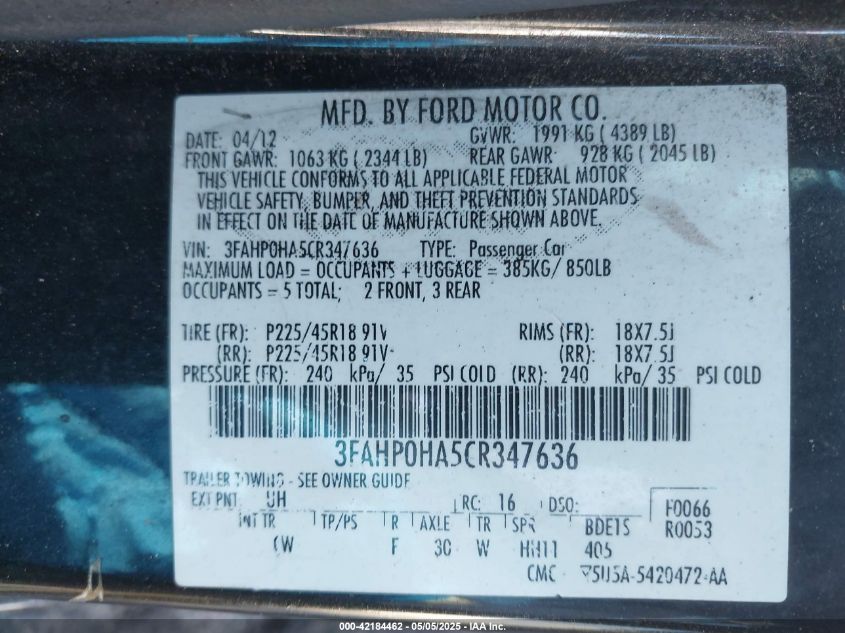 MFD. BY FORD MOTOR CO.
DATE: 04/12 GVWR: 1991 KG ( 4389 LB)
FRONT GAWR: 1063 KG ( 2344 LB) REAR GAWR: 928 KG ( 2045 LB)
THIS VEHICLE CONFORMS TO ALL APPLICABLE FEDERAL MOTOR
VEHICLE SAFETY, BUMPER, AND THEFT PREVENTION STANDARDS
IN EFFECT ON THE DATE OF MANUFACTURE SHOWN ABOVE.
VIN: 3FAHP0HA5CR347636 TYPE: Passenger Car
MAXIMUM LOAD = OCCUPANTS + LUGGAGE = 385KG/ 850LB
OCCUPANTS = 5 TOTAL; 2 FRONT, 3 REAR
TIRE (FR): P225/45R18 91V RIMS (FR): 18X7.5J
(RR): P225/45R18 91V (RR): 18X7.5J
PRESSURE (FR): 240 kPa/ 35 PSI COLD (RR): 240 kPa/ 35 PSI COLD
3FAHP0HA5CR347636
TRAILER TOWING - SEE OWNER GUIDE
EXT PNT: UH RC: 16 DSO: F0066
INT TR TP/PS R AXLE TR SPR BDE1S R0053
CW F 30 W HH11 405
CMC 5U5A-5420472-AA
000-42184462 - 05/05/2025 - IAA Inc.